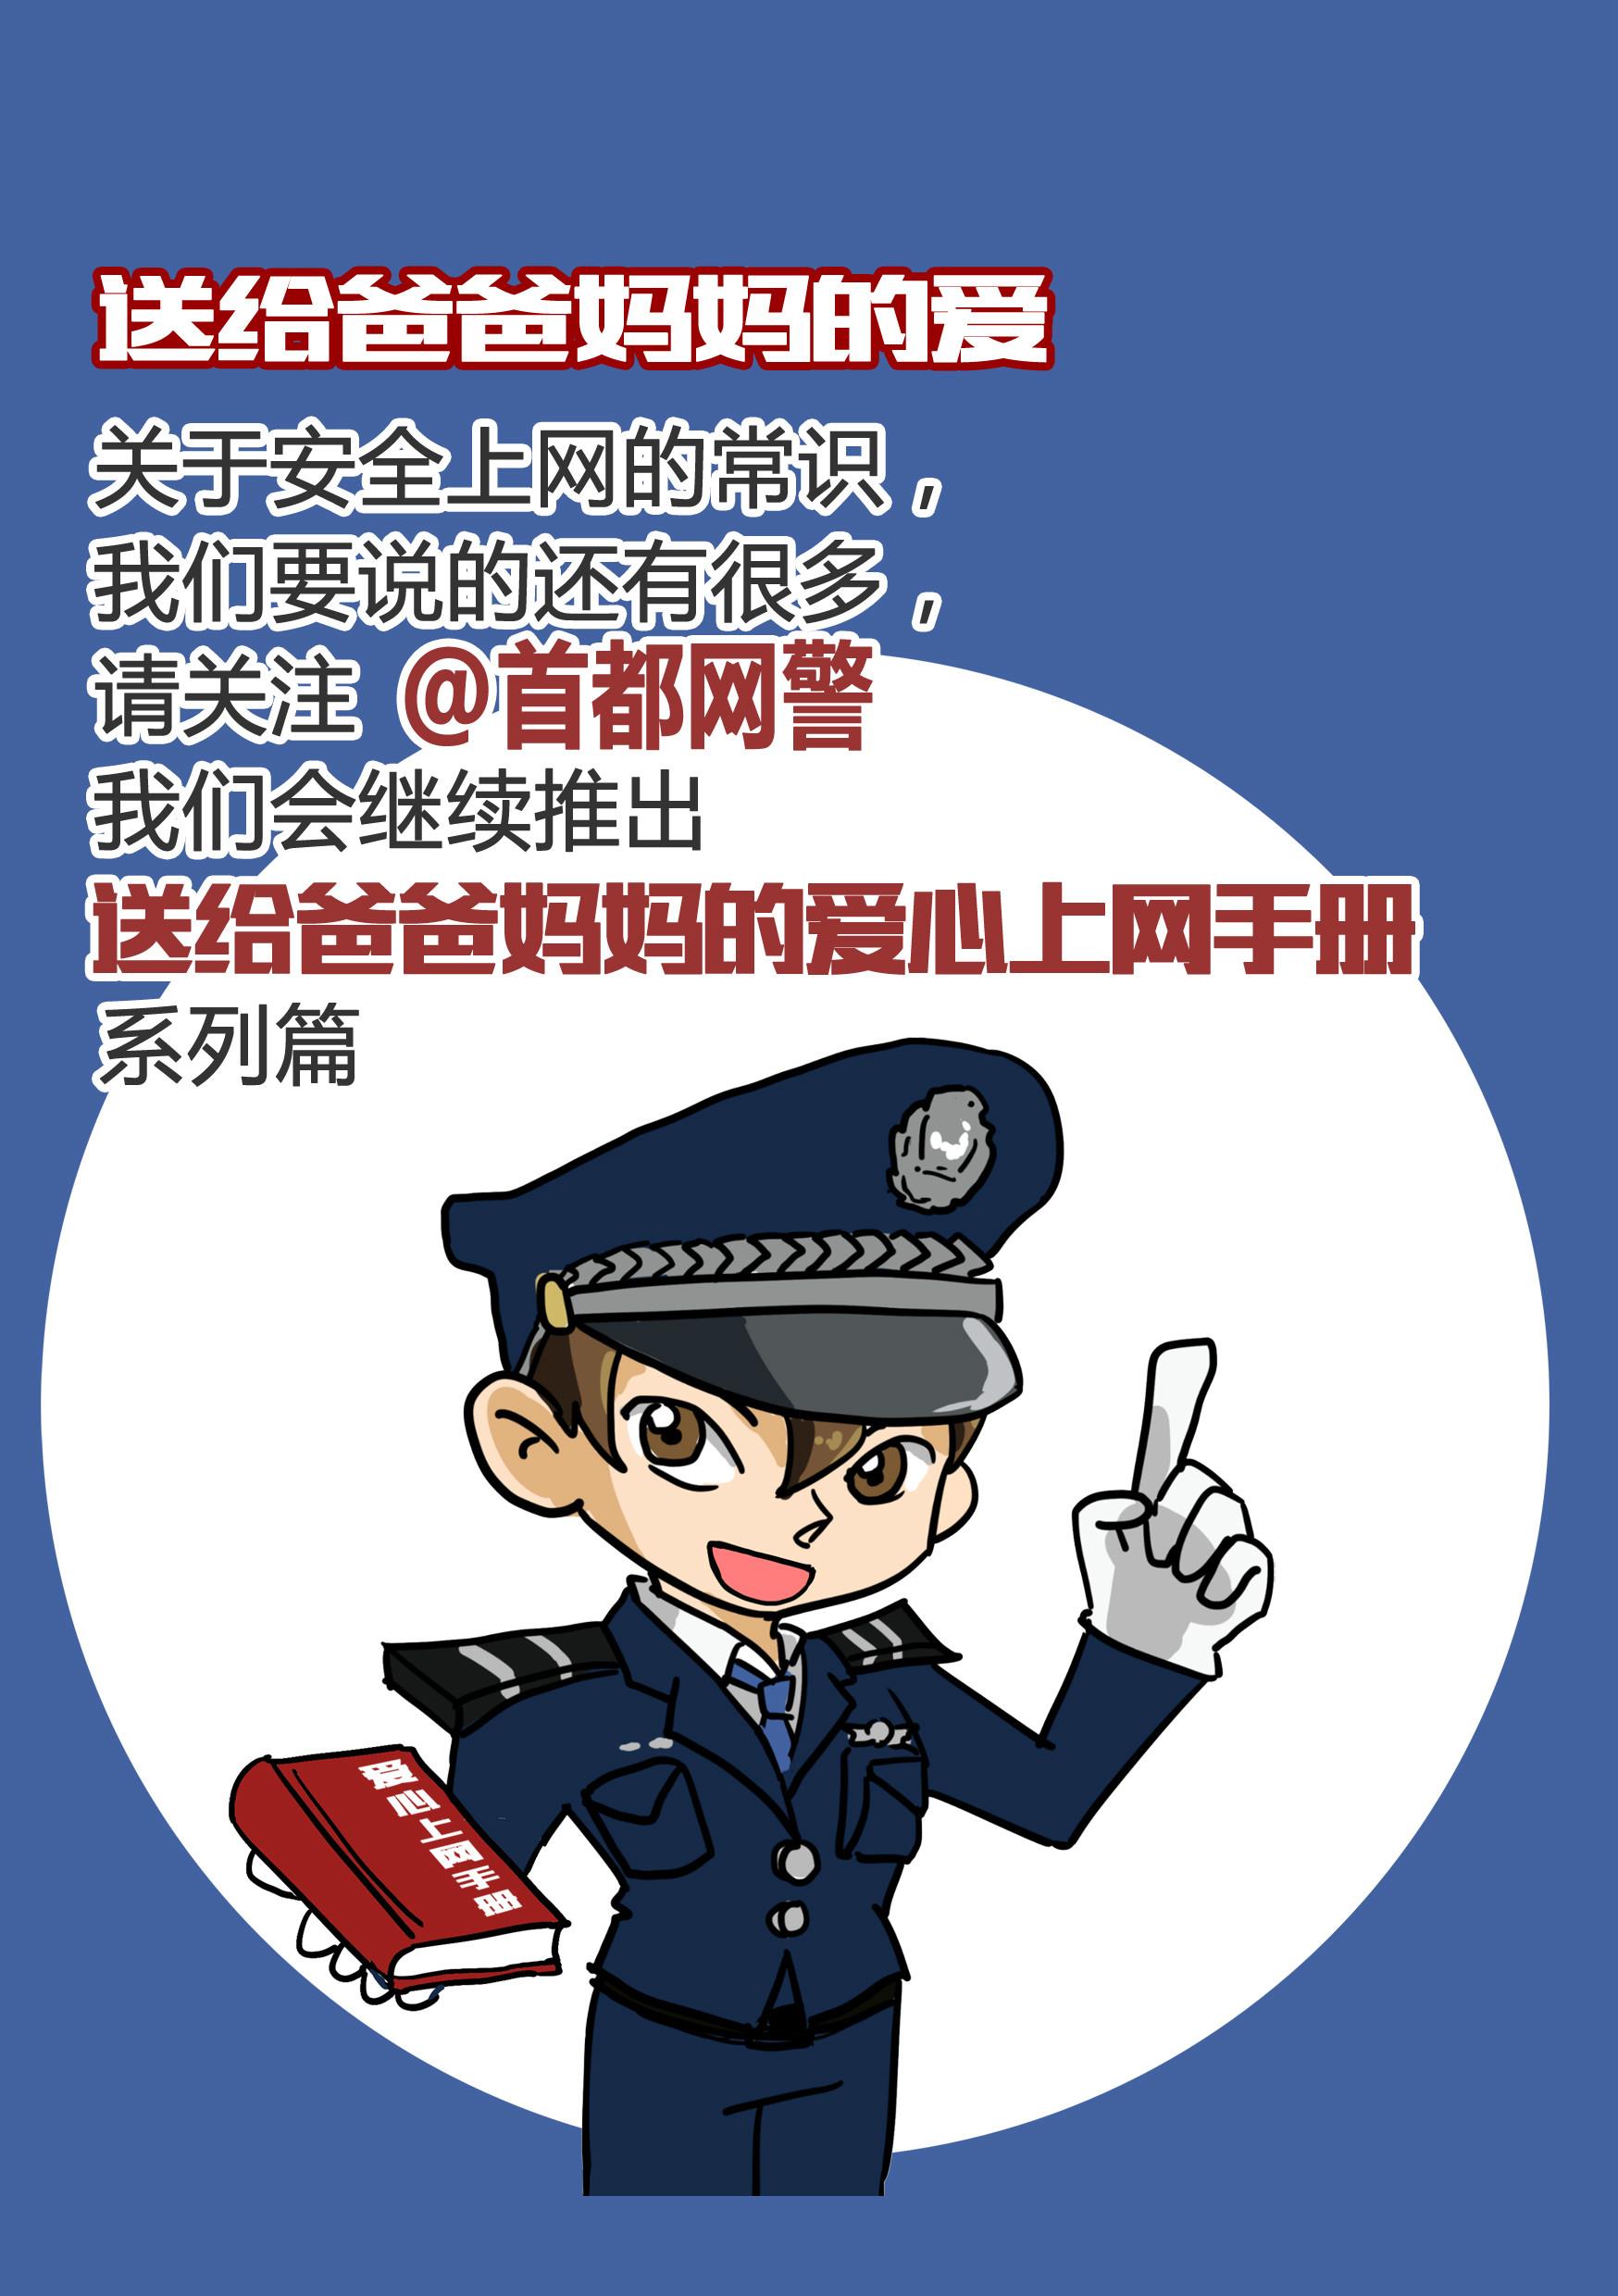 送给爸爸妈妈的爱
关于安全上网的常识，
我们要说的还有很多，
请关注 @首都网警
我们会继续推出
送给爸爸妈妈的爱心上网手册
系列篇
爱心上网手册